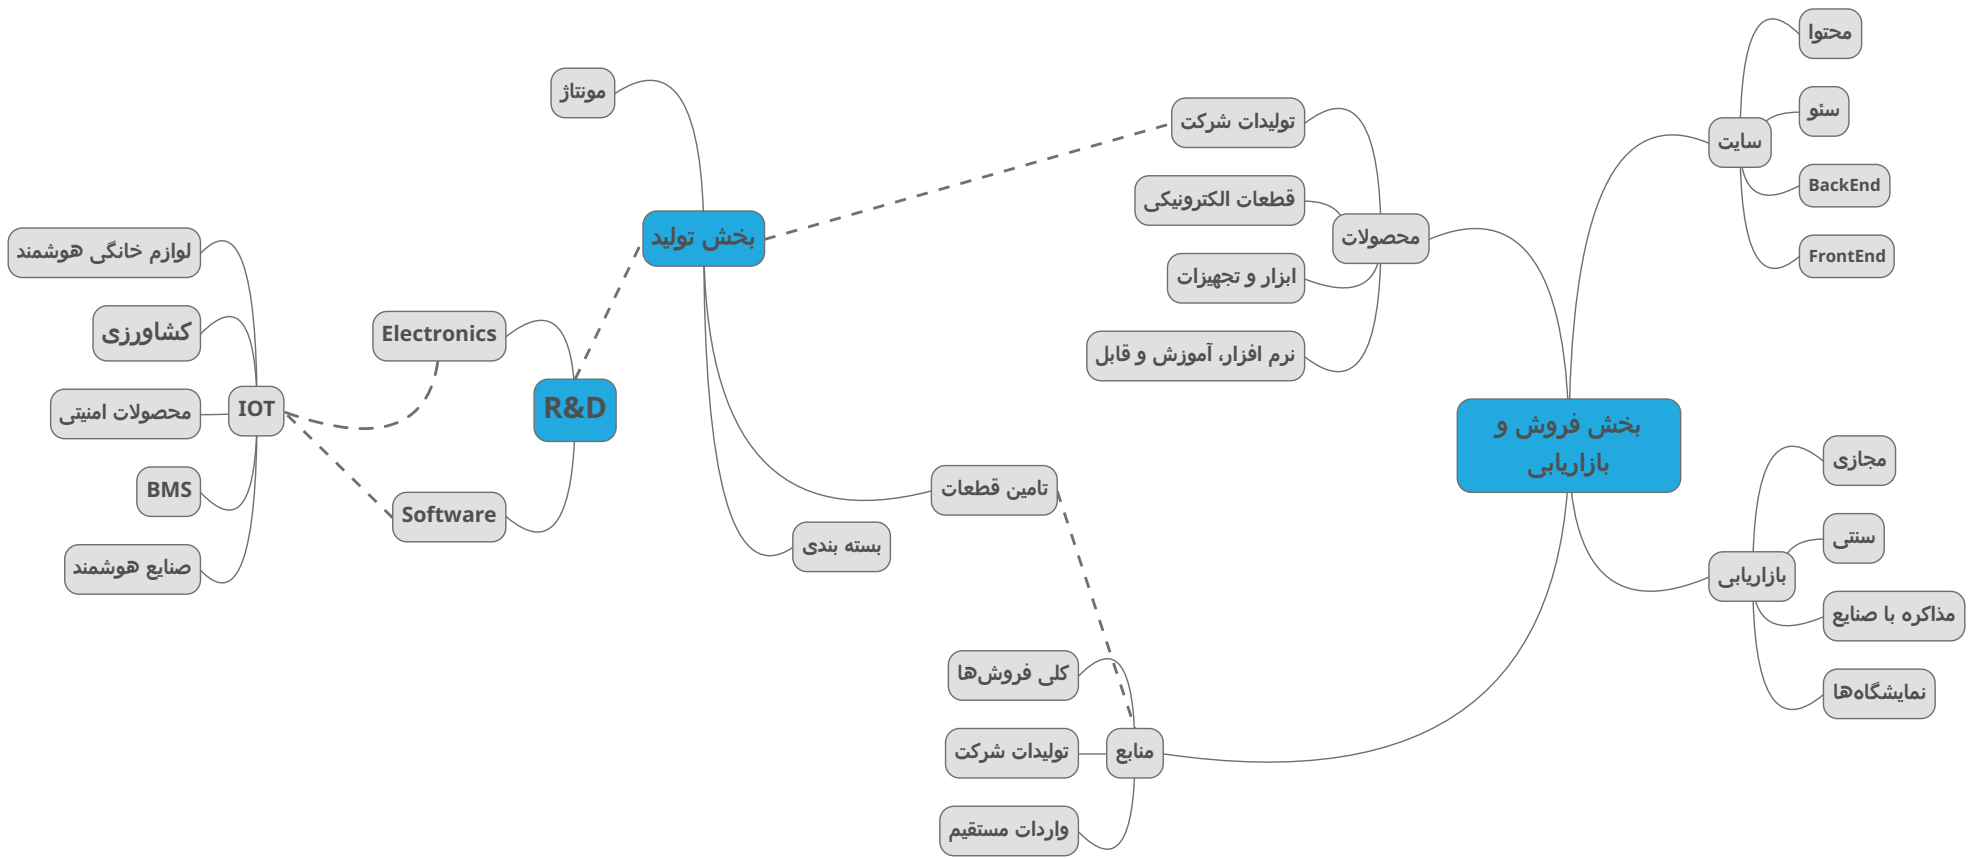 بخش فروش و
بازاریابی
سایت
محتوا
سئو
BackEnd
FrontEnd
بازاریابی
مجازی
سنتی
مذاکره با صنایع
نمایشگاه‌ها
محصولات
تولیدات شرکت
قطعات الکترونیکی
ابزار و تجهیزات
نرم افزار، آموزش و قابل
منابع
کلی فروش‌ها
تولیدات شرکت
واردات مستقیم
بخش تولید
مونتاژ
تامین قطعات
بسته بندی
R&D
Electronics
Software
IOT
لوازم خانگی هوشمند
کشاورزی
محصولات امنیتی
BMS
صنایع هوشمند